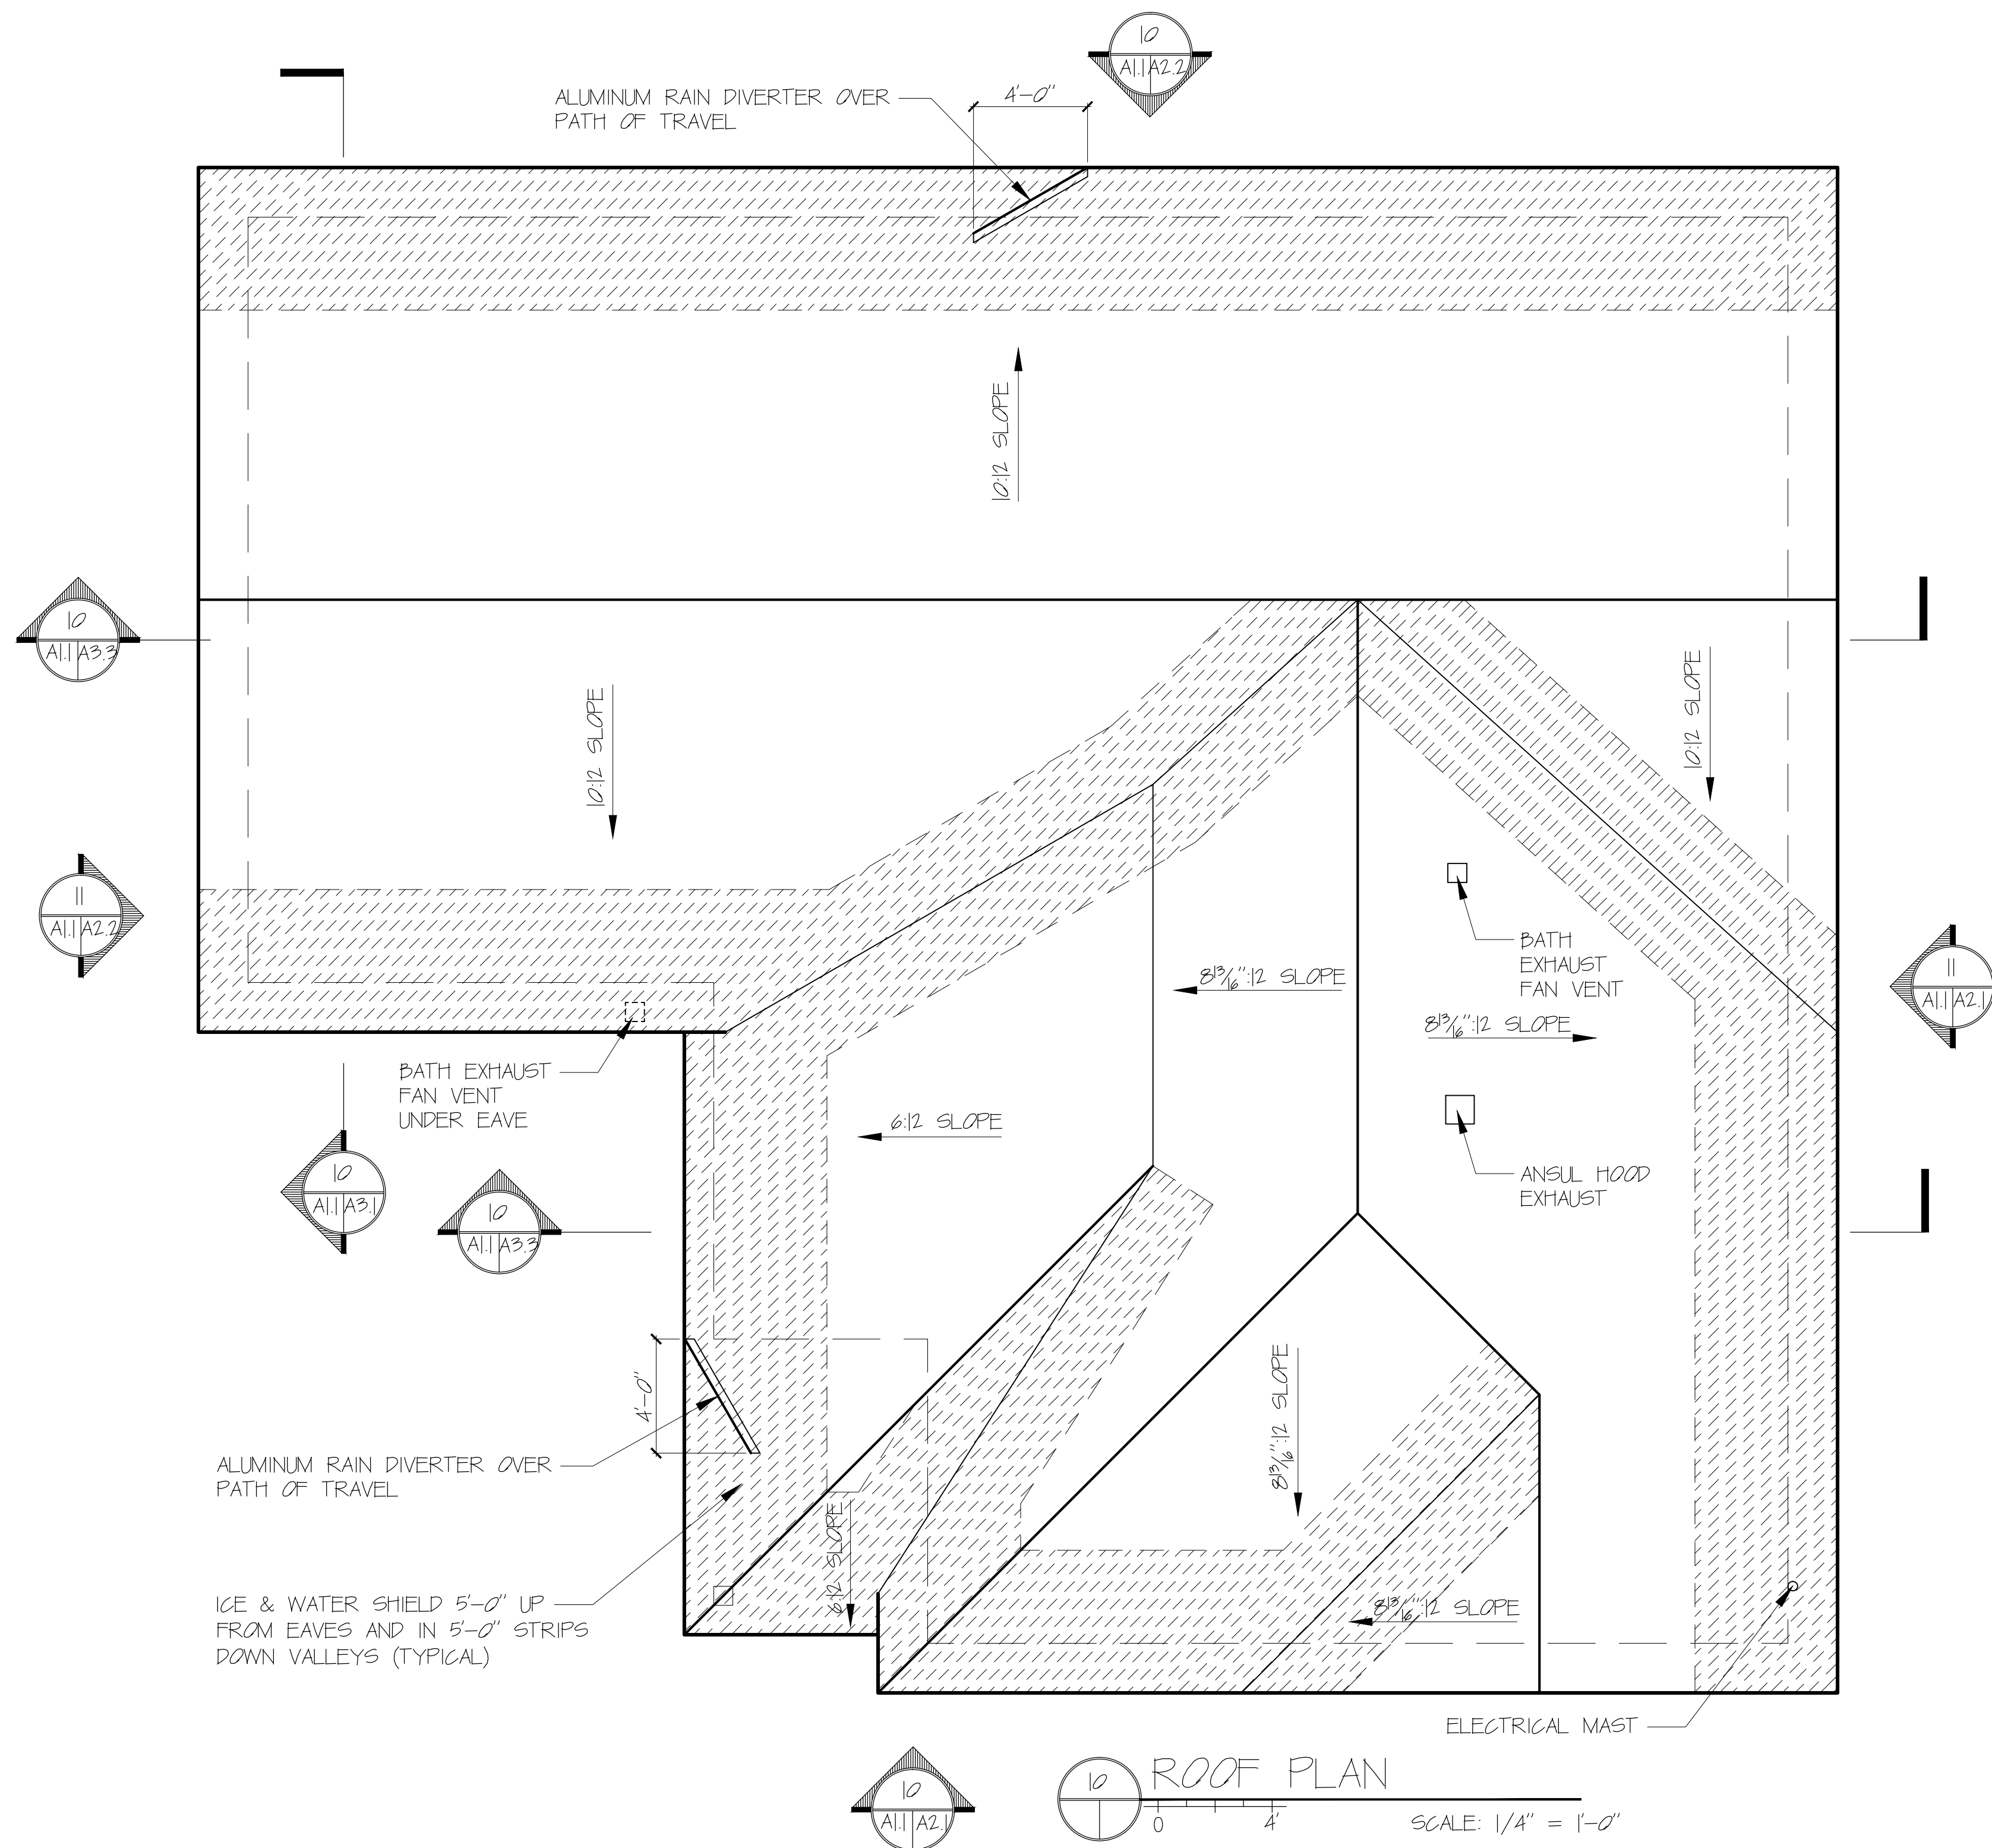 10
A1.1 A2.2
ALUMINUM RAIN DIVERTER OVER
PATH OF TRAVEL
4'-0"
10:12 SLOPE
10
A1.1 A3.3
10:12 SLOPE
10:12 SLOPE
11
A1.1 A2.2
BATH
EXHAUST
FAN VENT
8 13/16":12 SLOPE
8 13/16":12 SLOPE
11
A1.1 A2.1
BATH EXHAUST
FAN VENT
UNDER EAVE
6:12 SLOPE
10
A1.1 A3.1
10
A1.1 A3.3
ANSUL HOOD
EXHAUST
4'-0"
8 13/16":12 SLOPE
ALUMINUM RAIN DIVERTER OVER
PATH OF TRAVEL
6:12 SLOPE
ICE & WATER SHIELD 5'-0" UP
FROM EAVES AND IN 5'-0" STRIPS
DOWN VALLEYS (TYPICAL)
8 13/16":12 SLOPE
ELECTRICAL MAST
10
A1.1 A2.1
10
ROOF PLAN
0 4'
SCALE: 1/4" = 1'-0"